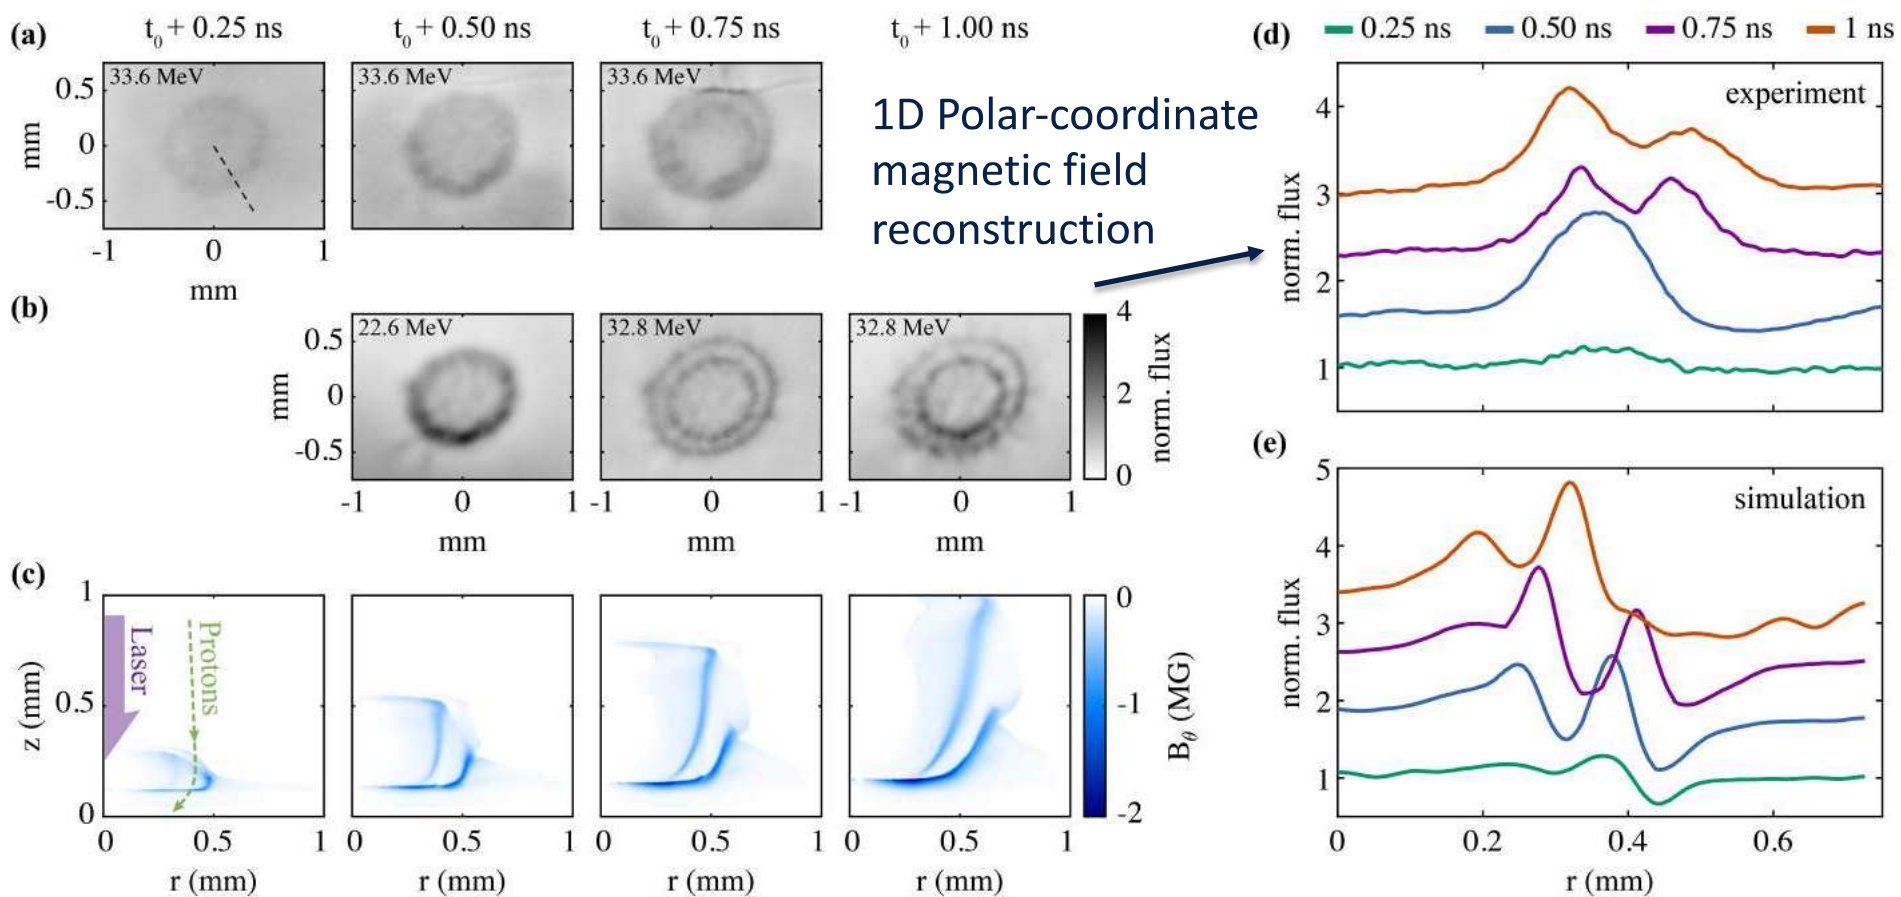 (a)
t₀ + 0.25 ns
t₀ + 0.50 ns
t₀ + 0.75 ns
t₀ + 1.00 ns
33.6 MeV
33.6 MeV
33.6 MeV
mm
0.5
0
-0.5
-1
0
1
mm
1D Polar-coordinate
magnetic field
reconstruction
(b)
22.6 MeV
32.8 MeV
32.8 MeV
mm
0.5
0
-0.5
-1 0 1
-1 0 1
-1 0 1
mm
mm
mm
4
2
0
norm. flux
(c)
Laser
Protons
z (mm)
1
0.5
0
0 0.5 1
0 0.5 1
0 0.5 1
0 0.5 1
r (mm)
r (mm)
r (mm)
r (mm)
0
-1
-2
Bθ (MG)
(d)
0.25 ns
0.50 ns
0.75 ns
1 ns
experiment
norm. flux
4
3
2
1
(e)
simulation
norm. flux
5
4
3
2
1
0 0.2 0.4 0.6
r (mm)